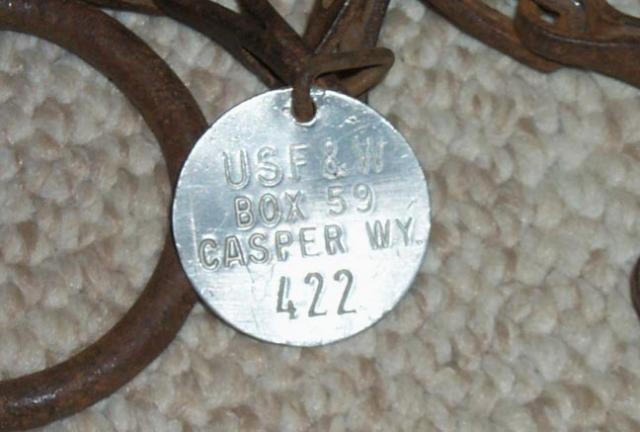 USF & W
BOX 59
CASPER WY.
422